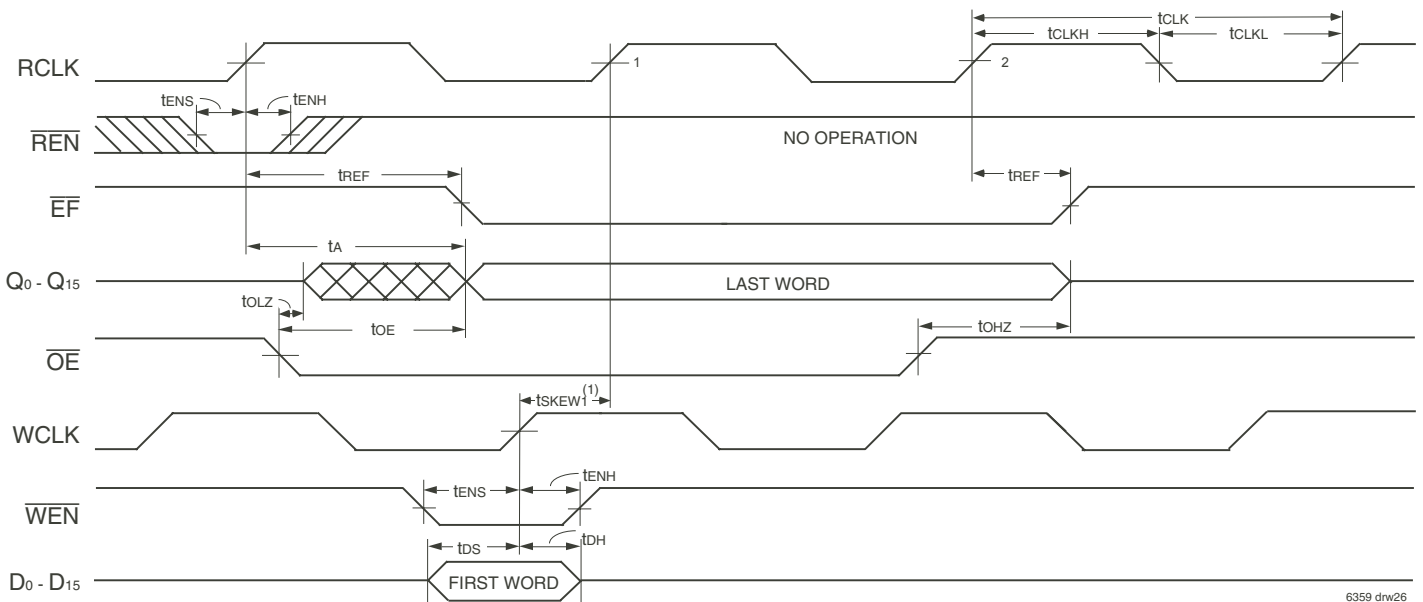 tCLK
tCLKH tCLKL
RCLK 1 2
tENS tENH
REN NO OPERATION
tREF tREF
EF
tA
Q0 - Q15 LAST WORD
tOLZ
tOE tOHZ
OE
tSKEW1(1)
WCLK
tENS tENH
WEN
tDS tDH
D0 - D15 FIRST WORD
6359 drw26